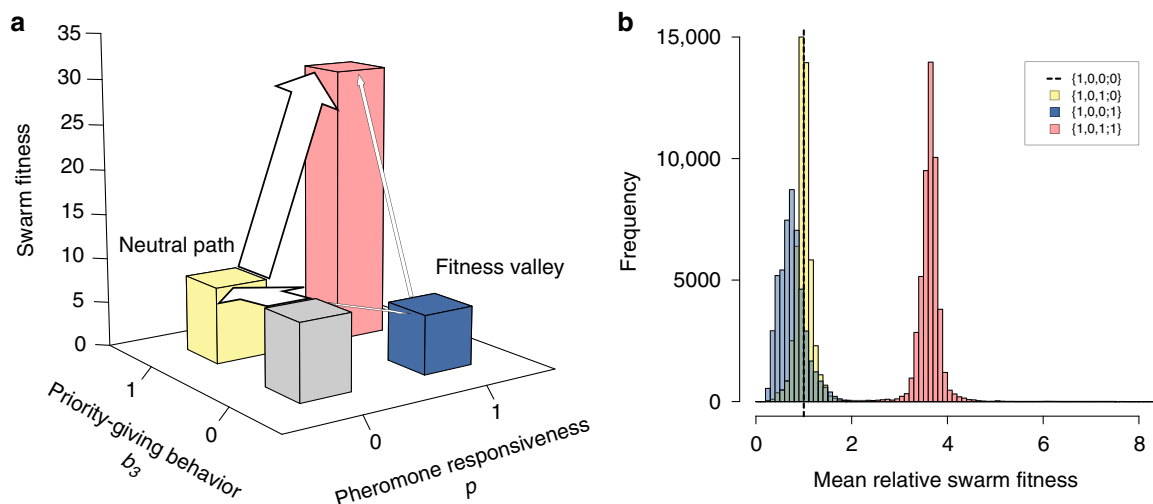 a
35
30
25
20
15
10
5
0
Swarm fitness
Neutral path
Fitness valley
1
0
Priority-giving behavior
b3
0
1
Pheromone responsiveness
p
b
15,000
10,000
5000
0
Frequency
{1,0,0;0}
{1,0,1;0}
{1,0,0;1}
{1,0,1;1}
0 2 4 6 8
Mean relative swarm fitness